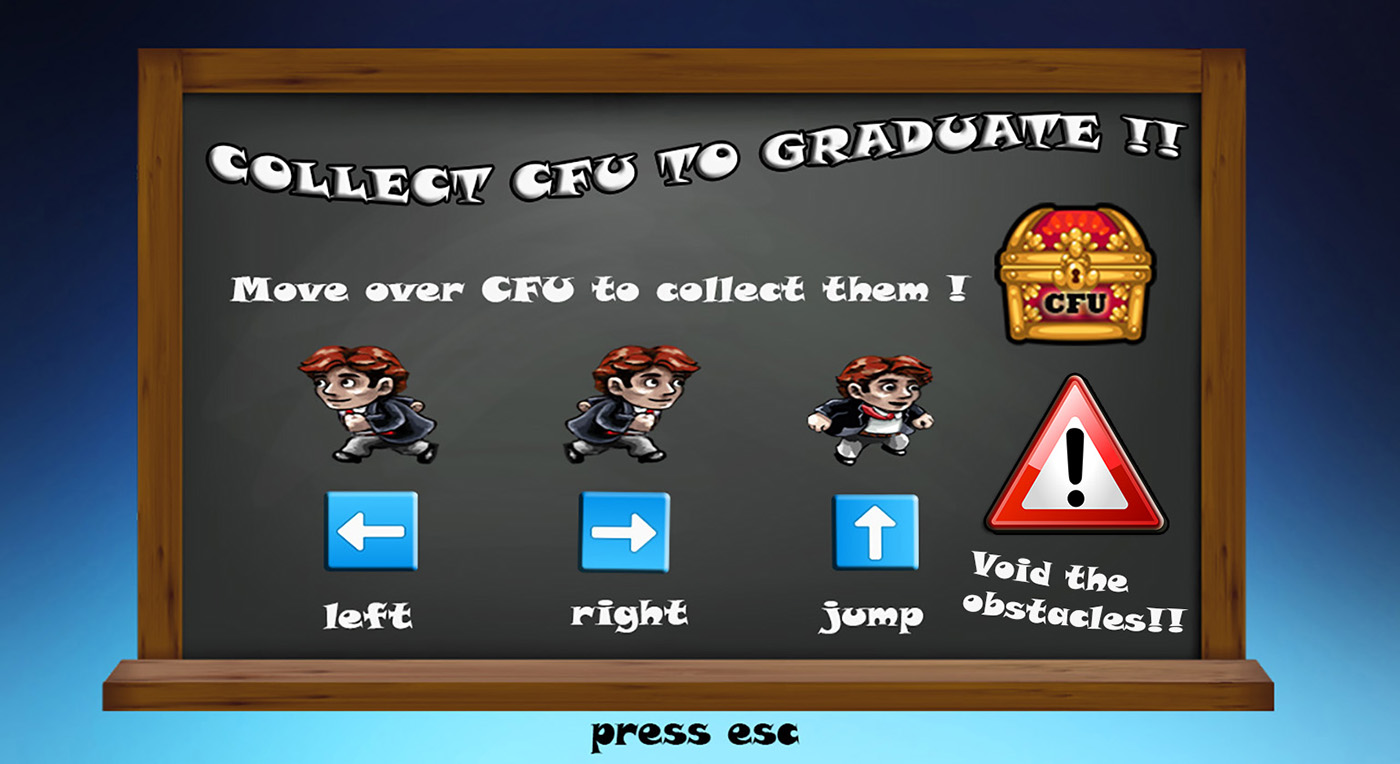 COLLECT CFU TO GRADUATE !!
Move over CFU to collect them !
CFU
left
right
jump
Void the
obstacles!!
press esc